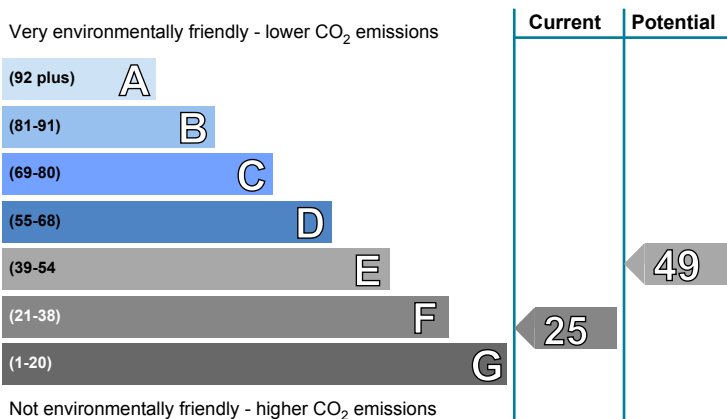 Current Potential
Very environmentally friendly - lower CO2 emissions
(92 plus) A
(81-91) B
(69-80) C
(55-68) D
(39-54 E
49
(21-38) F
25
(1-20) G
Not environmentally friendly - higher CO2 emissions